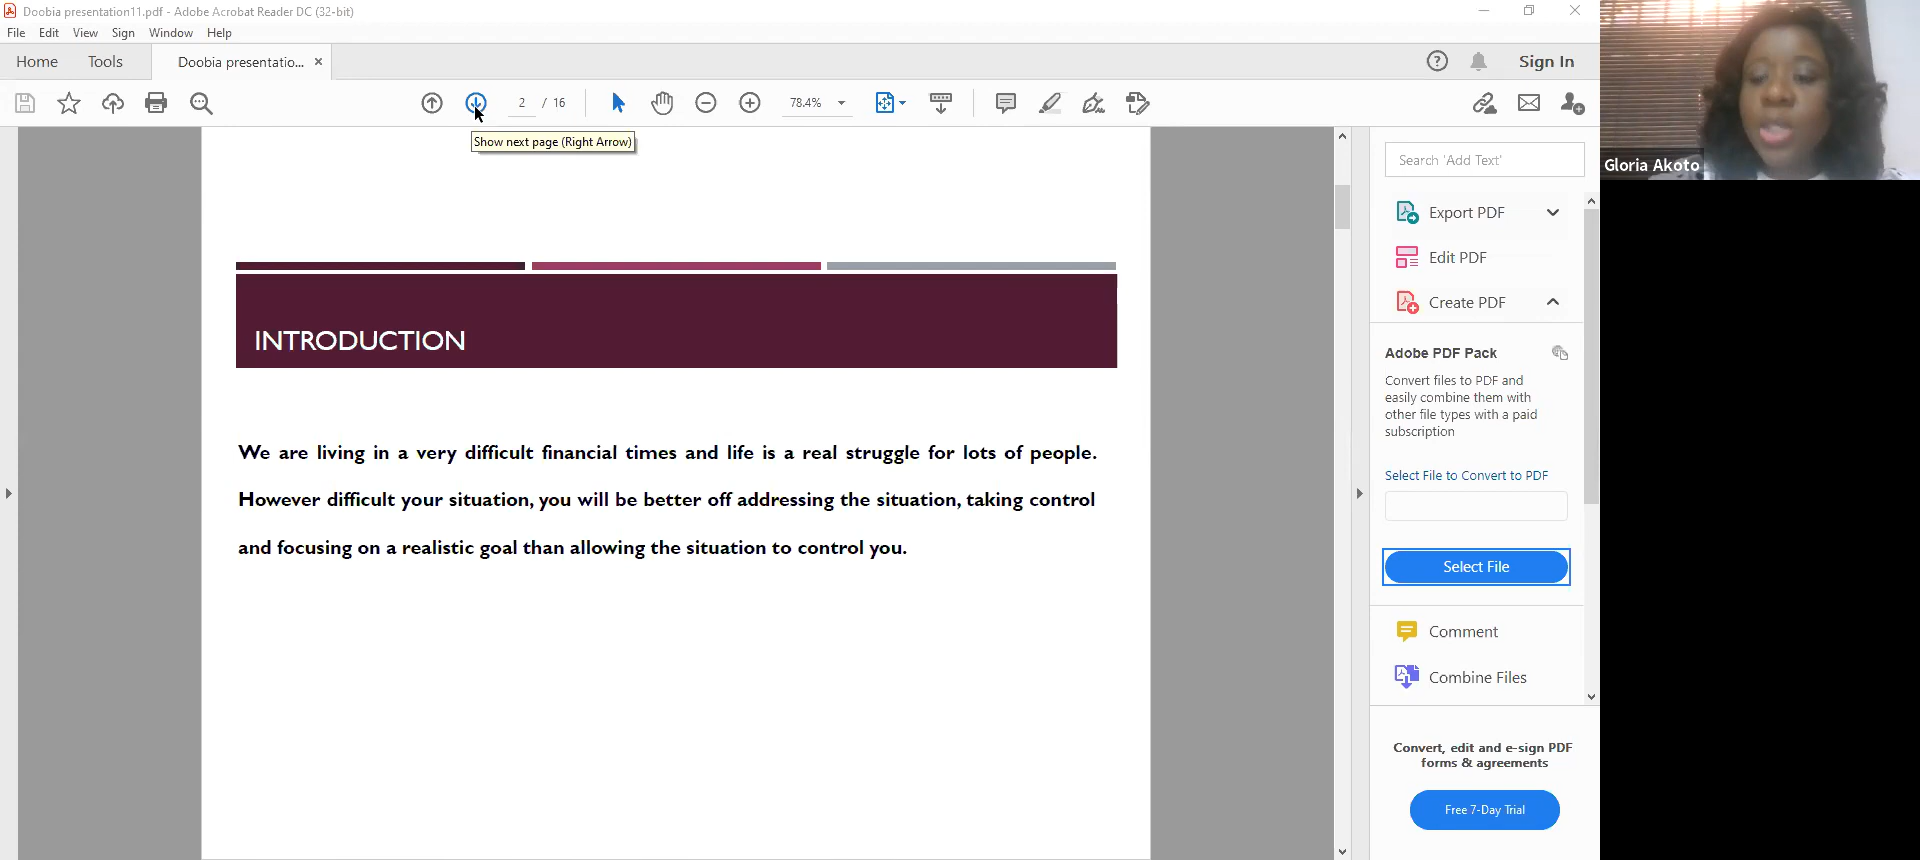 Doobia presentation11.pdf - Adobe Acrobat Reader DC (32-bit)
File Edit View Sign Window Help
Home Tools Doobia presentatio... × Sign In
2 / 16 78.4%
Show next page (Right Arrow)
INTRODUCTION
We are living in a very difficult financial times and life is a real struggle for lots of people.
However difficult your situation, you will be better off addressing the situation, taking control
and focusing on a realistic goal than allowing the situation to control you.
Search 'Add Text'
Export PDF
Edit PDF
Create PDF
Adobe PDF Pack
Convert files to PDF and
easily combine them with
other file types with a paid
subscription
Select File to Convert to PDF
Select File
Comment
Combine Files
Convert, edit and e-sign PDF
forms & agreements
Free 7-Day Trial
Gloria Akoto